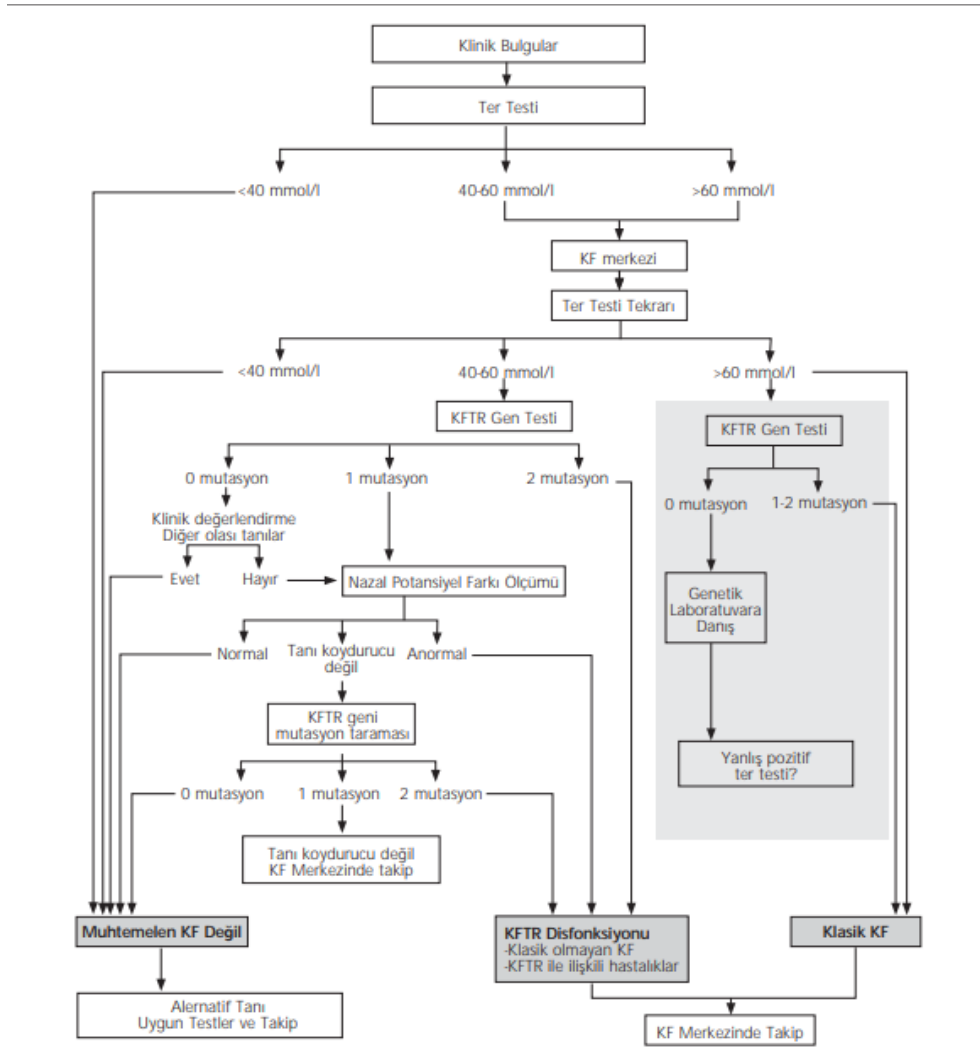 Klinik Bulgular
Ter Testi
<40 mmol/l
40-60 mmol/l
>60 mmol/l
KF merkezi
Ter Testi Tekrarı
<40 mmol/l
40-60 mmol/l
>60 mmol/l
KFTR Gen Testi
KFTR Gen Testi
0 mutasyon
1 mutasyon
2 mutasyon
0 mutasyon
1-2 mutasyon
Klinik değerlendirme
Diğer olası tanılar
Evet
Hayır
Nazal Potansiyel Farkı Ölçümü
Genetik
Laboratuvara
Danış
Normal
Tanı koydurucu
değil
Anormal
KFTR geni
mutasyon taraması
Yanlış pozitif
ter testi?
0 mutasyon
1 mutasyon
2 mutasyon
Tanı koydurucu değil
KF Merkezinde takip
Muhtemelen KF Değil
KFTR Disfonksiyonu
-Klasik olmayan KF
-KFTR ile ilişkili hastalıklar
Klasik KF
Alernatif Tanı
Uygun Testler ve Takip
KF Merkezinde Takip